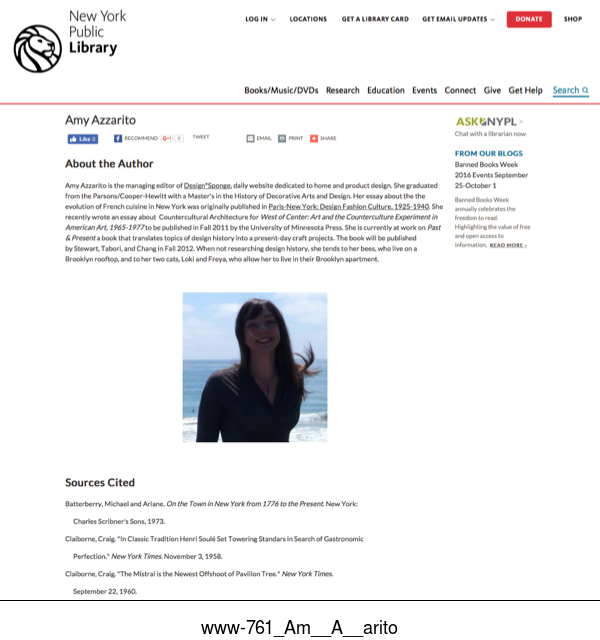 New York
Public
Library
LOG IN
LOCATIONS
GET A LIBRARY CARD
GET EMAIL UPDATES
DONATE
SHOP
Books/Music/DVDs Research Education Events Connect Give Get Help Search
Amy Azzarito
Like 0
RECOMMEND
G+1 0
TWEET
EMAIL
PRINT
SHARE
About the Author
Amy Azzarito is the managing editor of Design*Sponge, daily website dedicated to home and product design. She graduated
from the Parsons/Cooper-Hewitt with a Master's in the History of Decorative Arts and Design. Her essay about the the
evolution of French cuisine in New York was originally published in Paris-New York: Design Fashion Culture, 1925-1940. She
recently wrote an essay about Countercultural Architecture for West of Center: Art and the Counterculture Experiment in
American Art, 1965-1977 to be published in Fall 2011 by the University of Minnesota Press. She is currently at work on Past
& Present a book that translates topics of design history into a present-day craft projects. The book will be published
by Stewart, Tabori, and Chang in Fall 2012. When not researching design history, she tends to her bees, who live on a
Brooklyn rooftop, and to her two cats, Loki and Freya, who allow her to live in their Brooklyn apartment.
ASK NYPL >
Chat with a librarian now
FROM OUR BLOGS
Banned Books Week
2016 Events September
25-October 1
Banned Books Week
annually celebrates the
freedom to read.
Highlighting the value of free
and open access to
information, READ MORE ›
Sources Cited
Batterberry, Michael and Ariane. On the Town in New York from 1776 to the Present. New York:
Charles Scribner's Sons, 1973.
Claiborne, Craig, "In Classic Tradition Henri Soulé Set Towering Standars in Search of Gastronomic
Perfection." New York Times. November 3, 1958.
Claiborne, Craig, "The Mistral is the Newest Offshoot of Pavillon Tree." New York Times.
September 22, 1960.
www-761_Am__A__arito